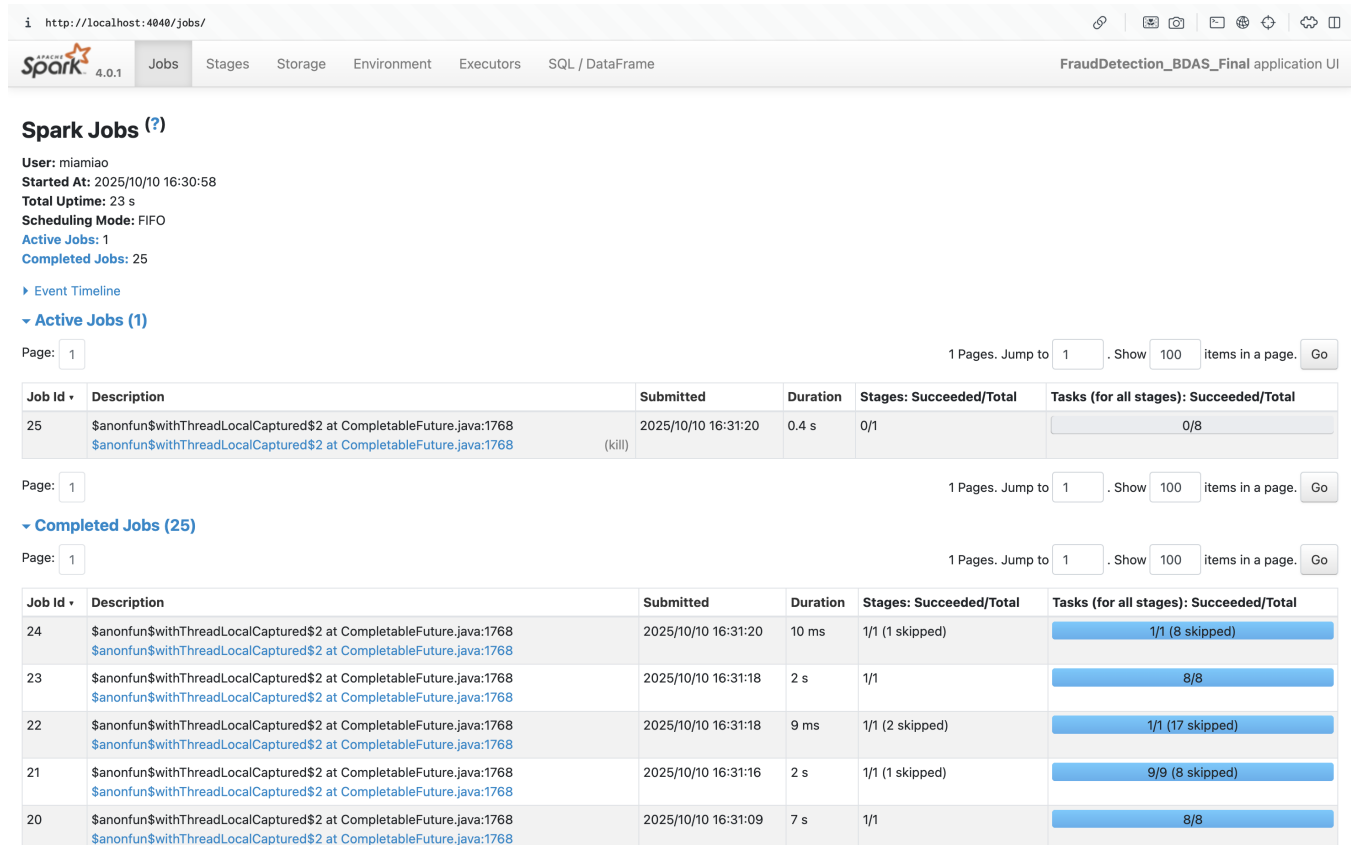 i http://localhost:4040/jobs/
APACHE Spark 4.0.1 Jobs Stages Storage Environment Executors SQL / DataFrame FraudDetection_BDAS_Final application UI
Spark Jobs (?)
User: miamiao
Started At: 2025/10/10 16:30:58
Total Uptime: 23 s
Scheduling Mode: FIFO
Active Jobs: 1
Completed Jobs: 25
Event Timeline
Active Jobs (1)
Page: 1 1 Pages. Jump to 1 . Show 100 items in a page. Go
Job Id ▾ Description Submitted Duration Stages: Succeeded/Total Tasks (for all stages): Succeeded/Total
25 $anonfun$withThreadLocalCaptured$2 at CompletableFuture.java:1768 2025/10/10 16:31:20 0.4 s 0/1 0/8
$anonfun$withThreadLocalCaptured$2 at CompletableFuture.java:1768 (kill)
Page: 1 1 Pages. Jump to 1 . Show 100 items in a page. Go
Completed Jobs (25)
Page: 1 1 Pages. Jump to 1 . Show 100 items in a page. Go
Job Id ▾ Description Submitted Duration Stages: Succeeded/Total Tasks (for all stages): Succeeded/Total
24 $anonfun$withThreadLocalCaptured$2 at CompletableFuture.java:1768 2025/10/10 16:31:20 10 ms 1/1 (1 skipped) 1/1 (8 skipped)
$anonfun$withThreadLocalCaptured$2 at CompletableFuture.java:1768
23 $anonfun$withThreadLocalCaptured$2 at CompletableFuture.java:1768 2025/10/10 16:31:18 2 s 1/1 8/8
$anonfun$withThreadLocalCaptured$2 at CompletableFuture.java:1768
22 $anonfun$withThreadLocalCaptured$2 at CompletableFuture.java:1768 2025/10/10 16:31:18 9 ms 1/1 (2 skipped) 1/1 (17 skipped)
$anonfun$withThreadLocalCaptured$2 at CompletableFuture.java:1768
21 $anonfun$withThreadLocalCaptured$2 at CompletableFuture.java:1768 2025/10/10 16:31:16 2 s 1/1 (1 skipped) 9/9 (8 skipped)
$anonfun$withThreadLocalCaptured$2 at CompletableFuture.java:1768
20 $anonfun$withThreadLocalCaptured$2 at CompletableFuture.java:1768 2025/10/10 16:31:09 7 s 1/1 8/8
$anonfun$withThreadLocalCaptured$2 at CompletableFuture.java:1768